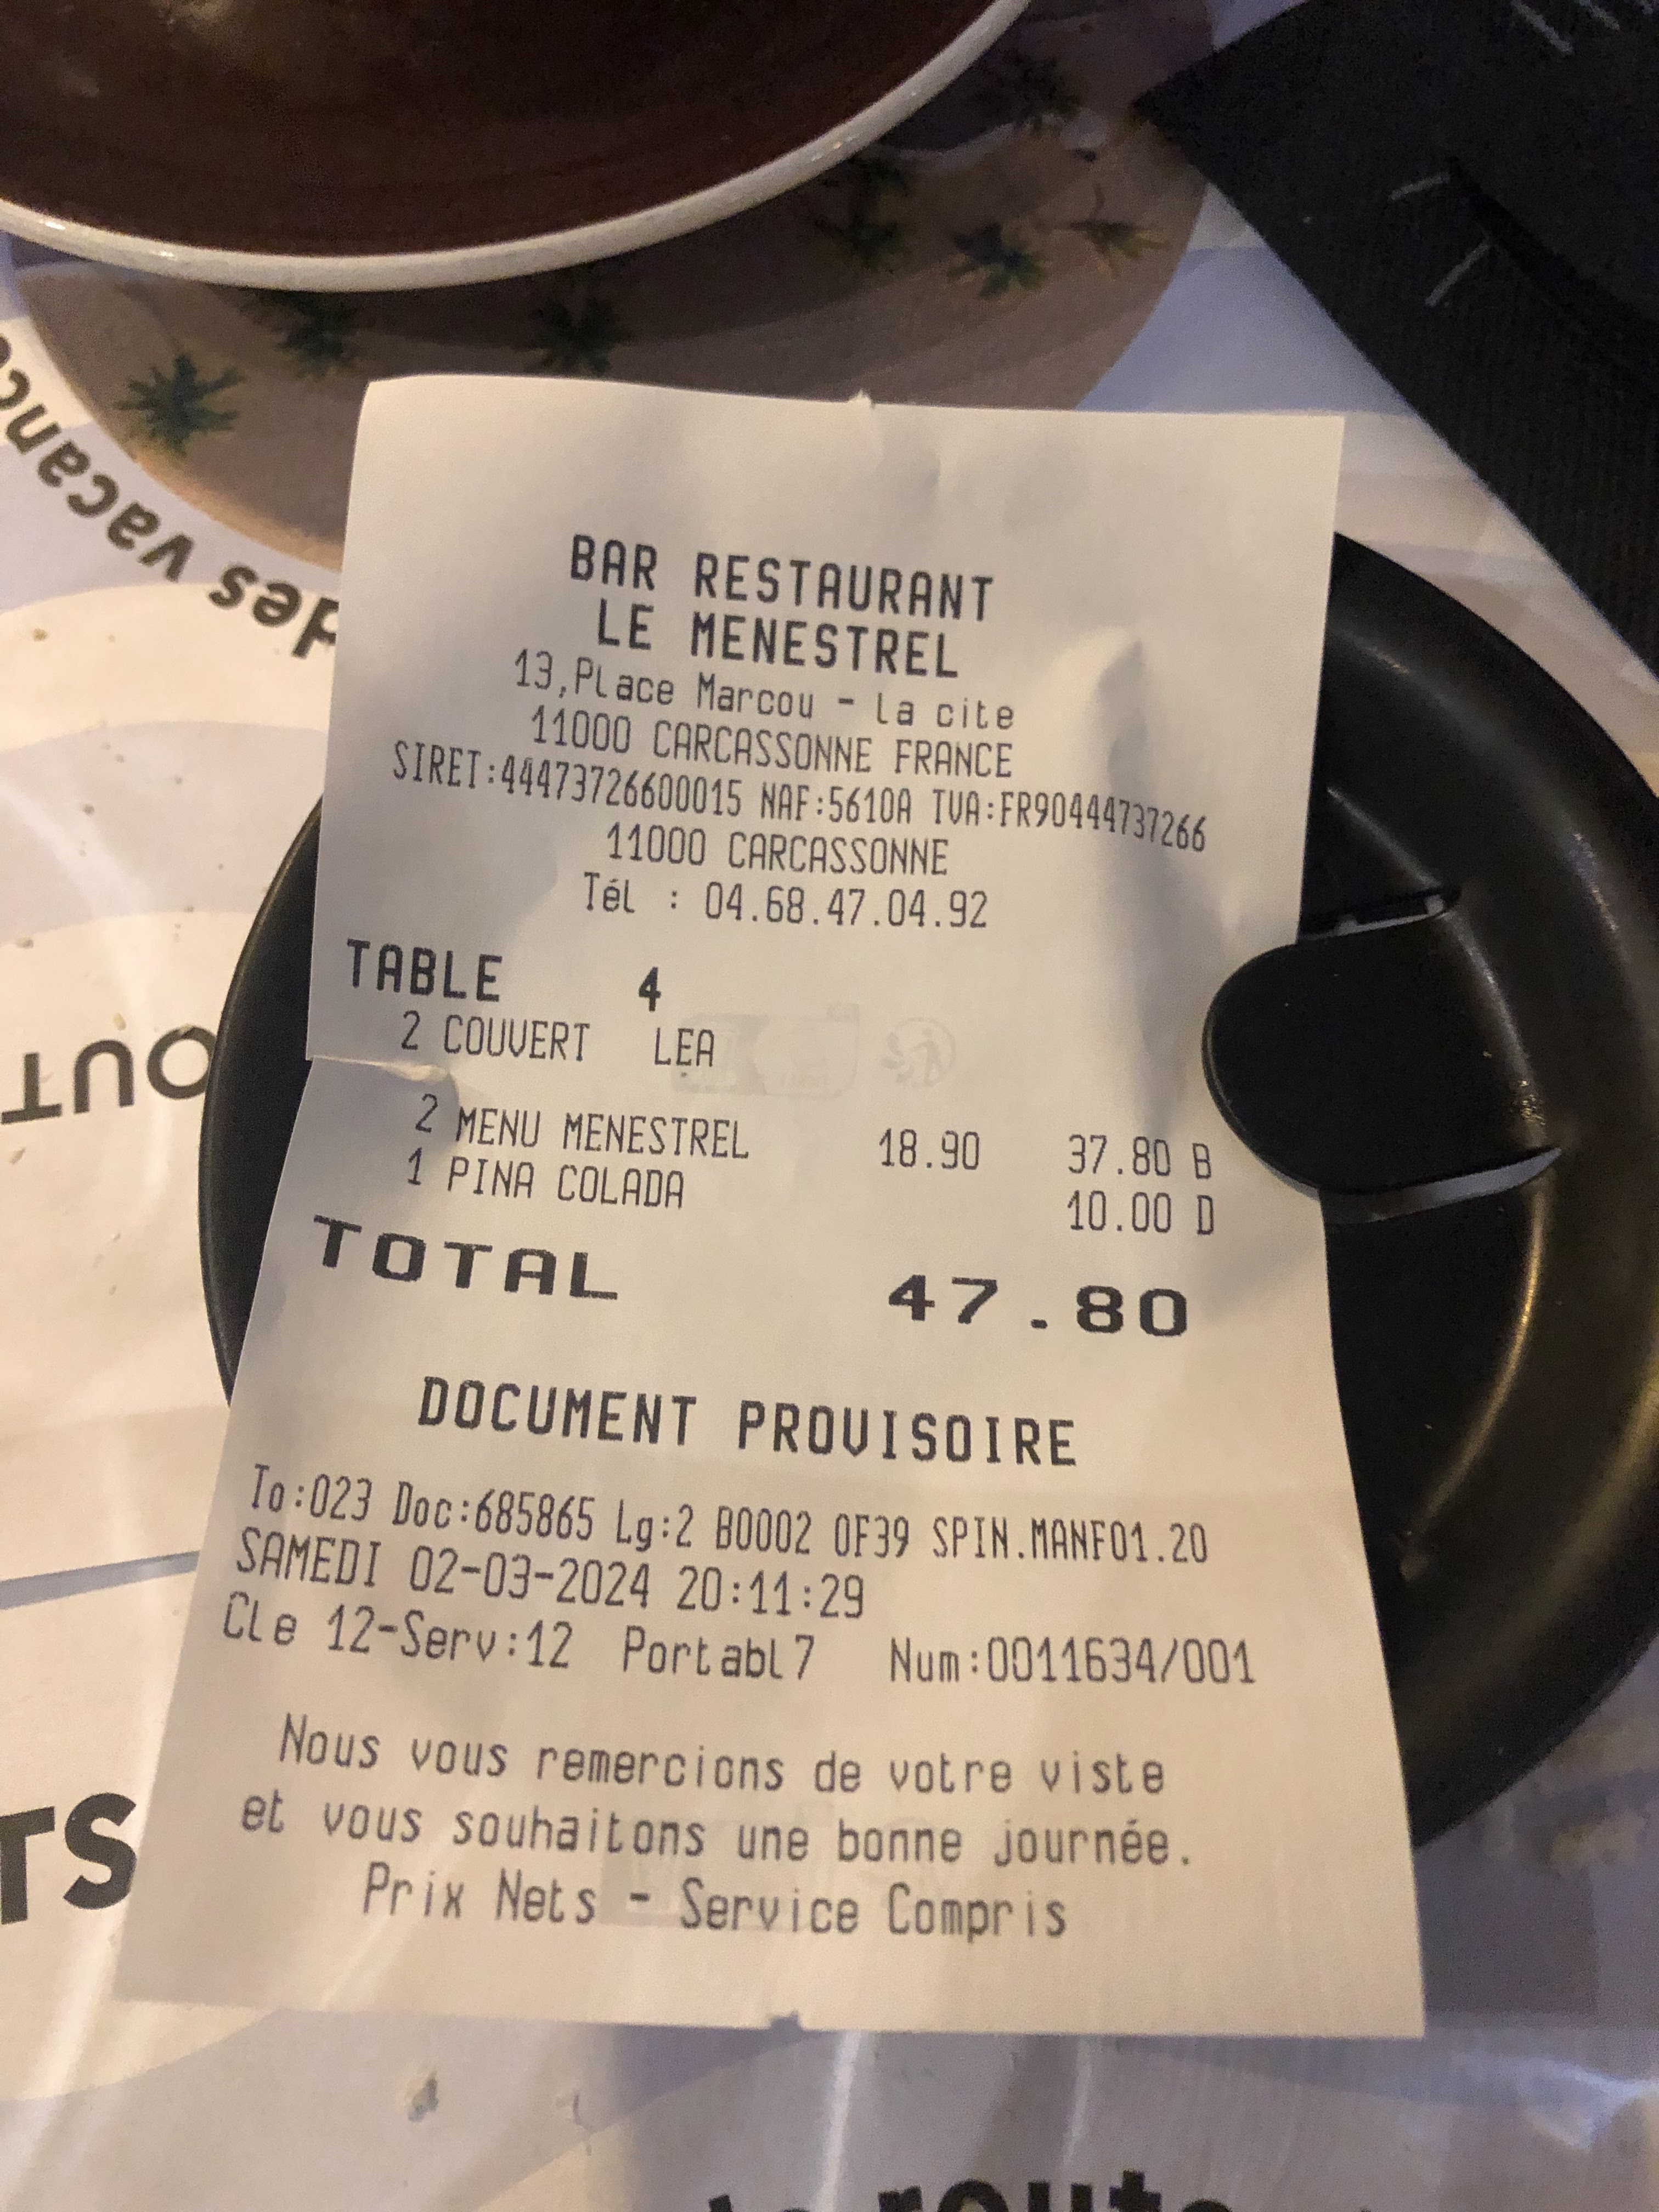 des vacanc
OUT
TS
BAR RESTAURANT
LE MENESTREL
13,Place Marcou - la cite
11000 CARCASSONNE FRANCE
SIRET:44473726600015 NAF:5610A TVA:FR90444737266
11000 CARCASSONNE
Tél : 04.68.47.04.92
TABLE 4
2 COUVERT LEA
2 MENU MENESTREL 18.90 37.80 B
1 PINA COLADA 10.00 D
TOTAL 47.80
DOCUMENT PROVISOIRE
To:023 Doc:685865 Lg:2 B0002 OF39 SPIN.MANF01.20
SAMEDI 02-03-2024 20:11:29
Cle 12-Serv:12 Portabl7 Num:0011634/001
Nous vous remercions de votre viste
et vous souhaitons une bonne journée.
Prix Nets - Service Compris
route